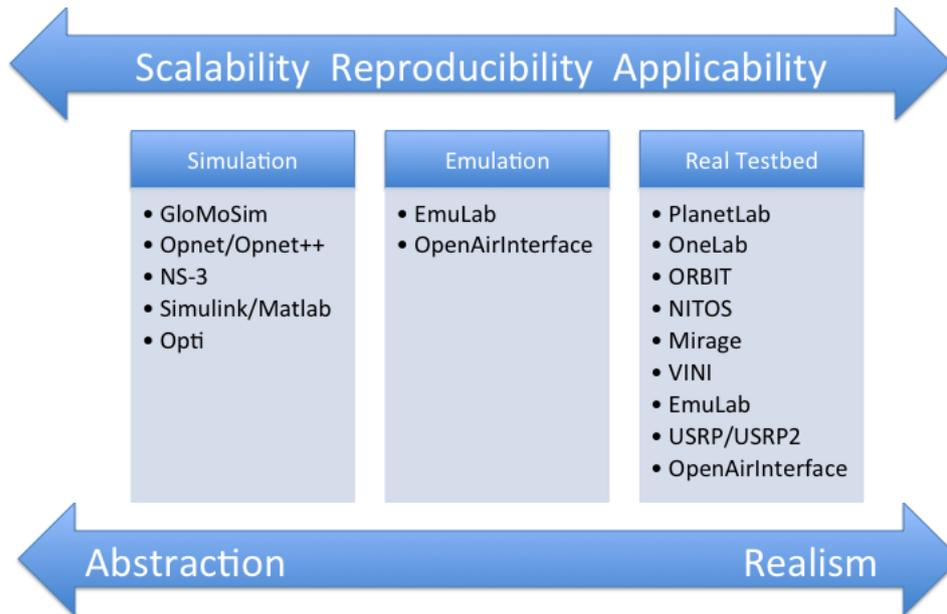 Scalability Reproducibility Applicability
Simulation
• GloMoSim
• Opnet/Opnet++
• NS-3
• Simulink/Matlab
• Opti
Emulation
• EmuLab
• OpenAirInterface
Real Testbed
• PlanetLab
• OneLab
• ORBIT
• NITOS
• Mirage
• VINI
• EmuLab
• USRP/USRP2
• OpenAirInterface
Abstraction Realism